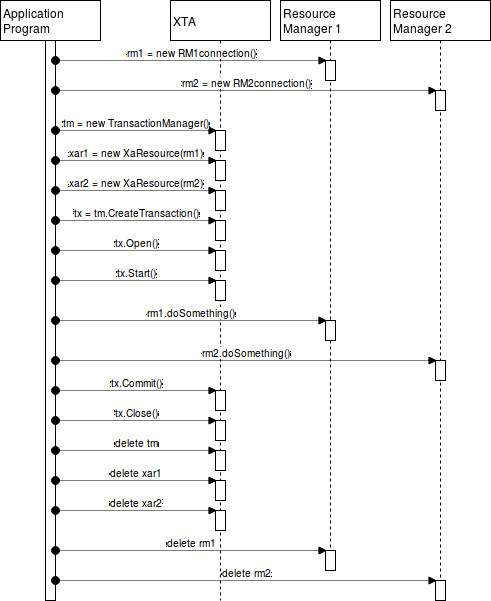 Application
Program
XTA
Resource
Manager 1
Resource
Manager 2
rm1 = new RM1connection()
rm2 = new RM2connection()
tm = new TransactionManager()
xar1 = new XaResource(rm1)
xar2 = new XaResource(rm2)
tx = tm.CreateTransaction()
tx.Open()
tx.Start()
rm1.doSomething()
rm2.doSomething()
tx.Commit()
tx.Close()
delete tm
delete xar1
delete xar2
delete rm1
delete rm2